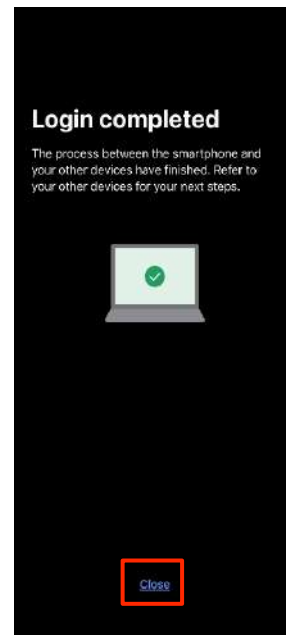 Login completed
The process between the smartphone and
your other devices have finished. Refer to
your other devices for your next steps.
Close